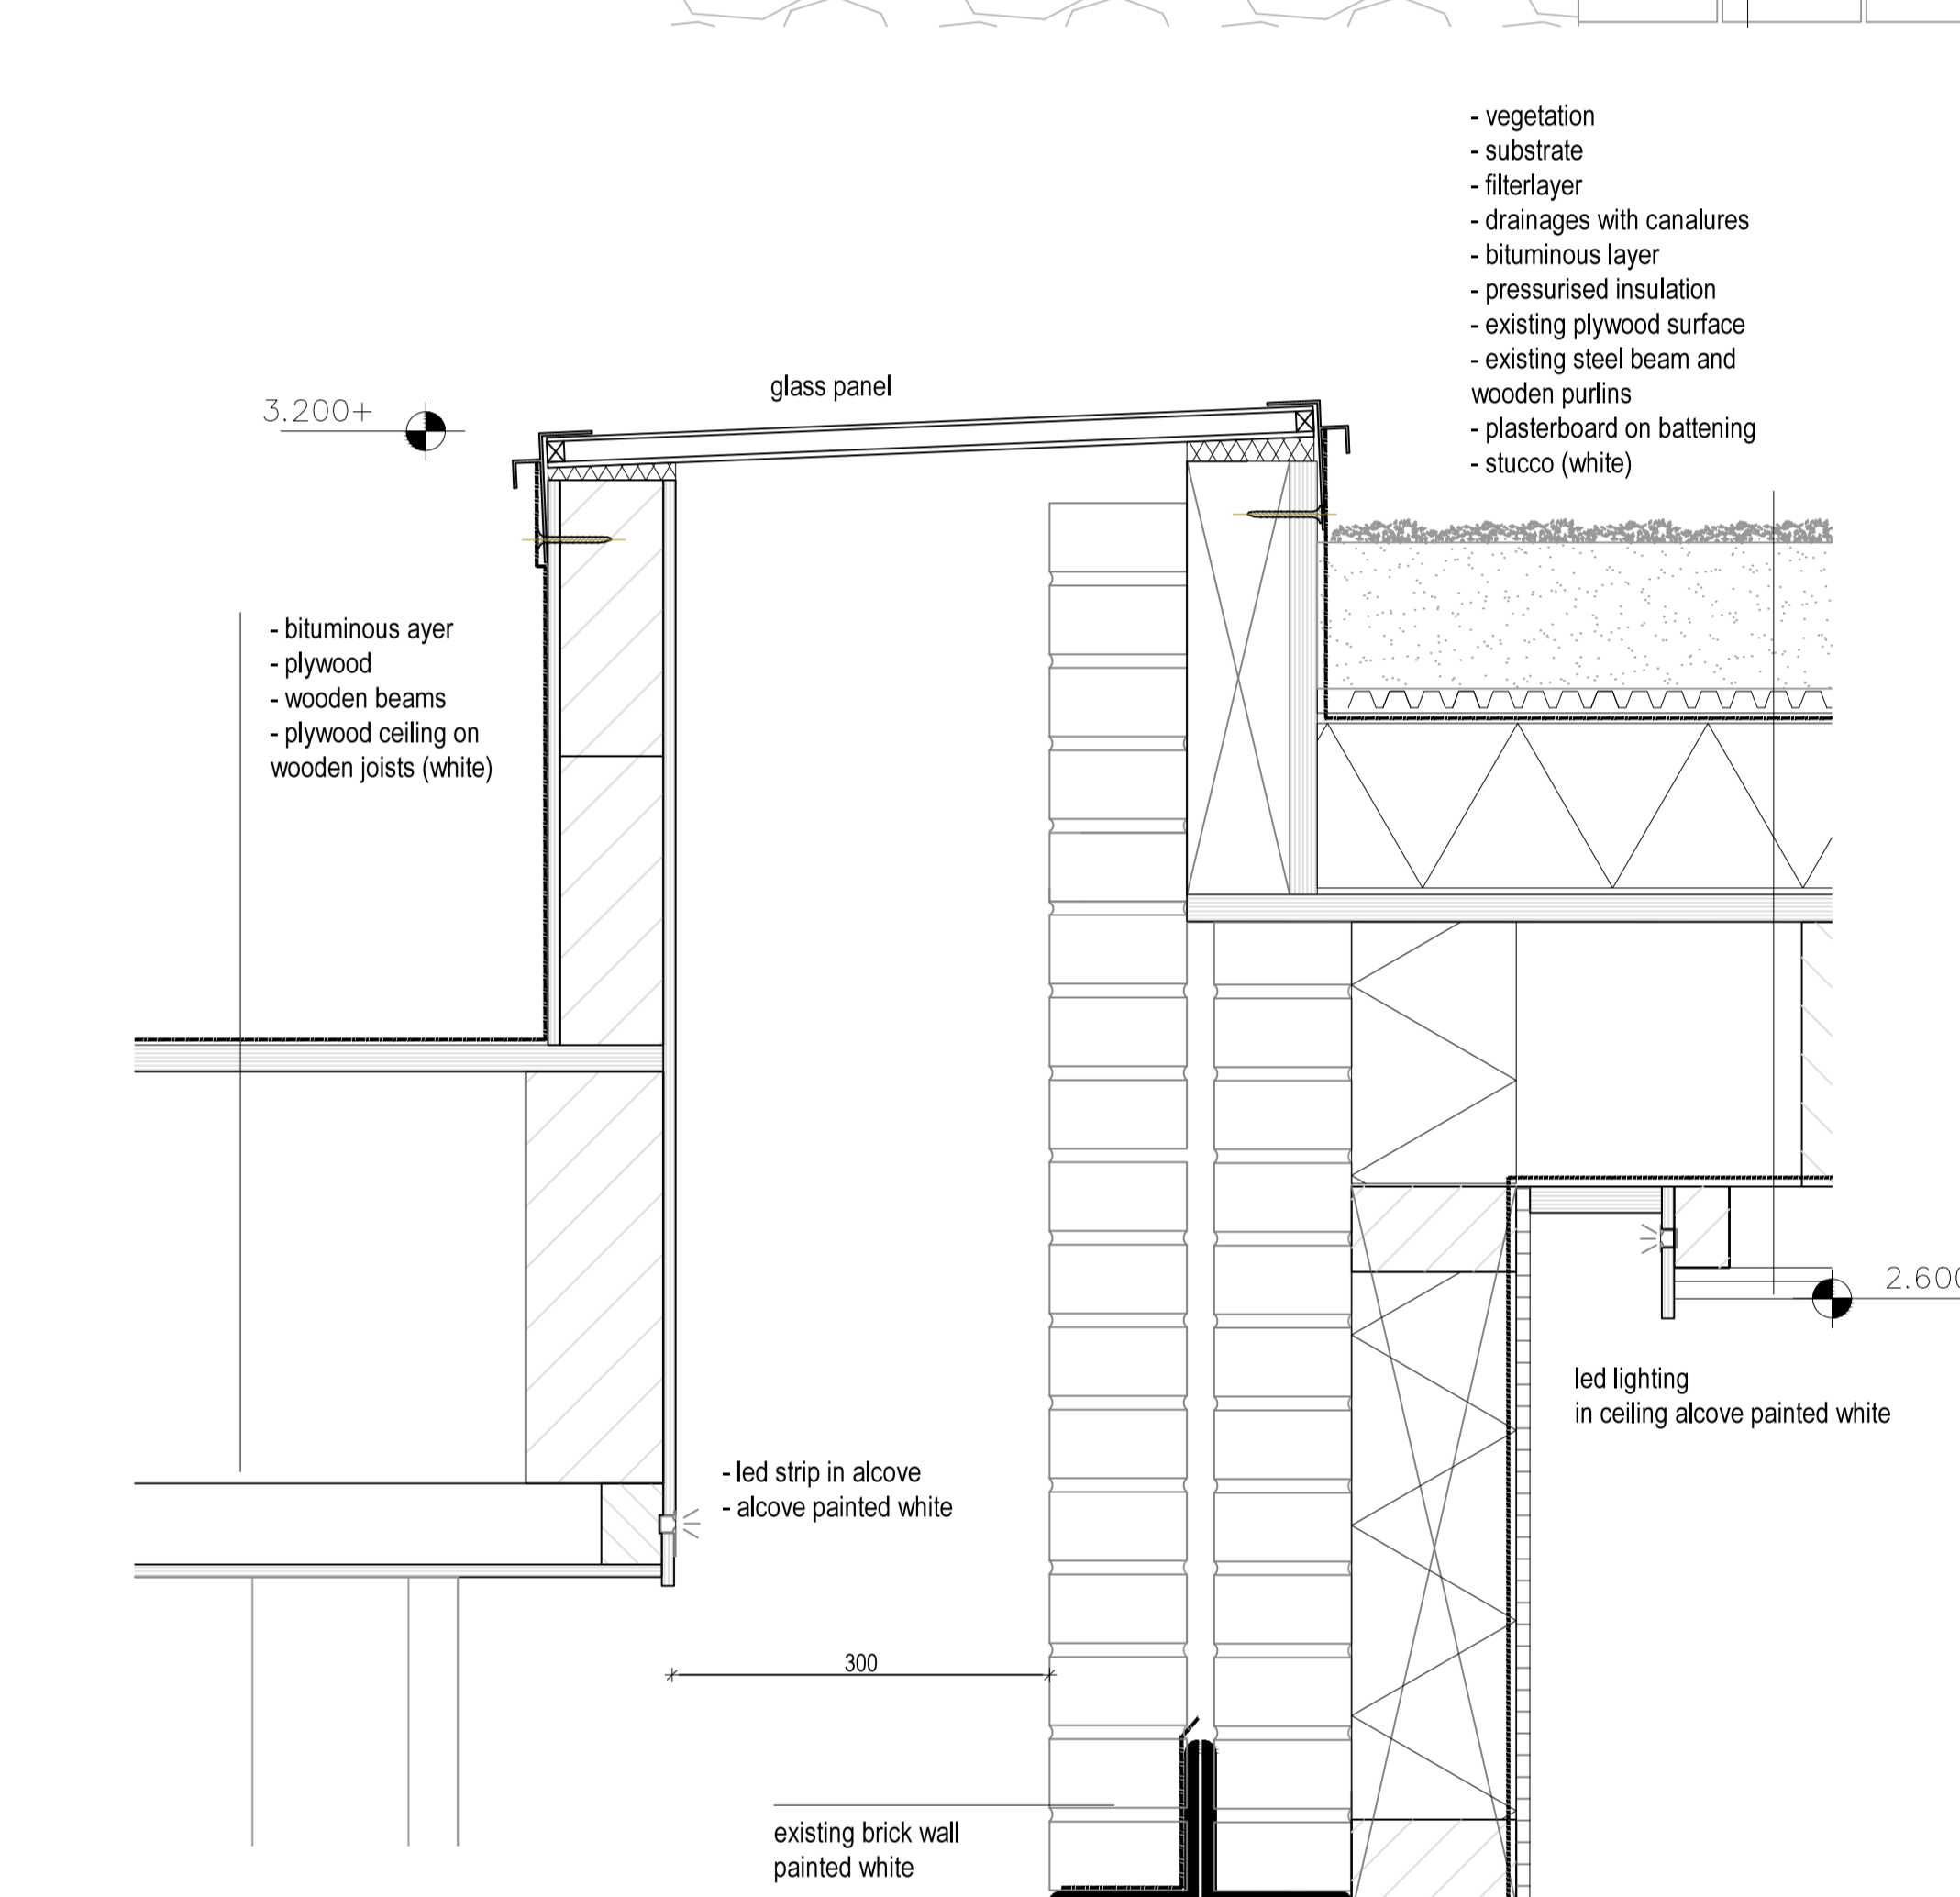 - vegetation
- substrate
- filterlayer
- drainages with canalures
- bituminous layer
- pressurised insulation
- existing plywood surface
- existing steel beam and
wooden purlins
- plasterboard on battening
- stucco (white)
glass panel
3.200+
- bituminous ayer
- plywood
- wooden beams
- plywood ceiling on
wooden joists (white)
2.600
led lighting
in ceiling alcove painted white
- led strip in alcove
- alcove painted white
300
existing brick wall
painted white